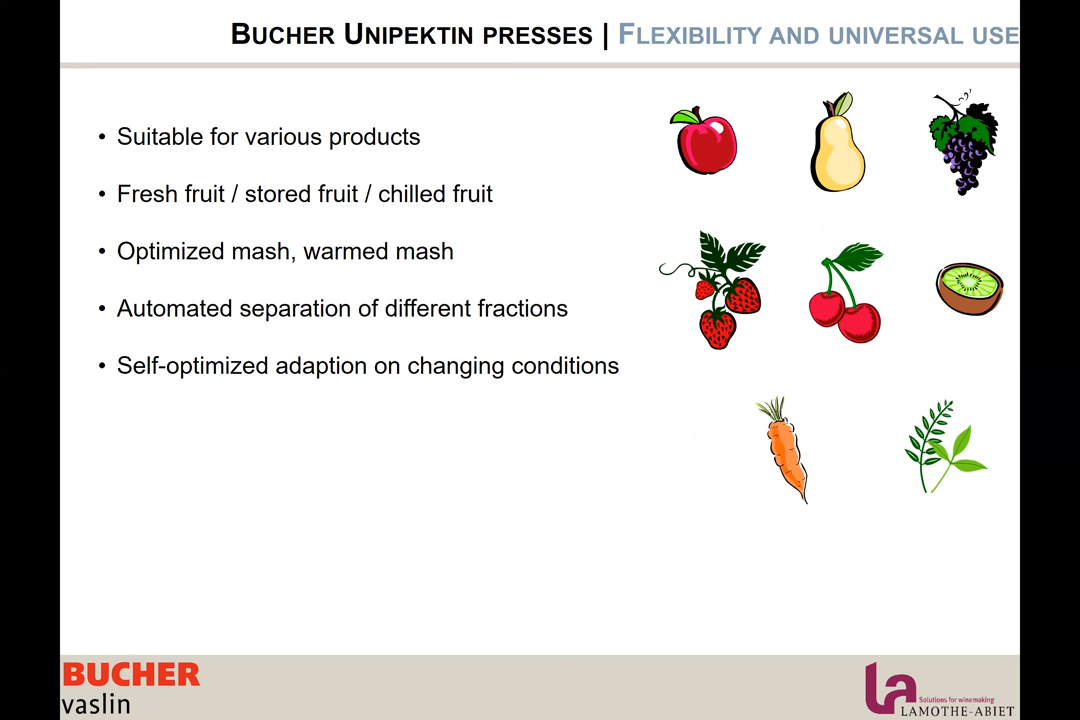 BUCHER UNIPEKTIN PRESSES | FLEXIBILITY AND UNIVERSAL USE
• Suitable for various products
• Fresh fruit / stored fruit / chilled fruit
• Optimized mash, warmed mash
• Automated separation of different fractions
• Self-optimized adaption on changing conditions
BUCHER
vaslin
la
Solutions for winemaking
LAMOTHE-ABIET